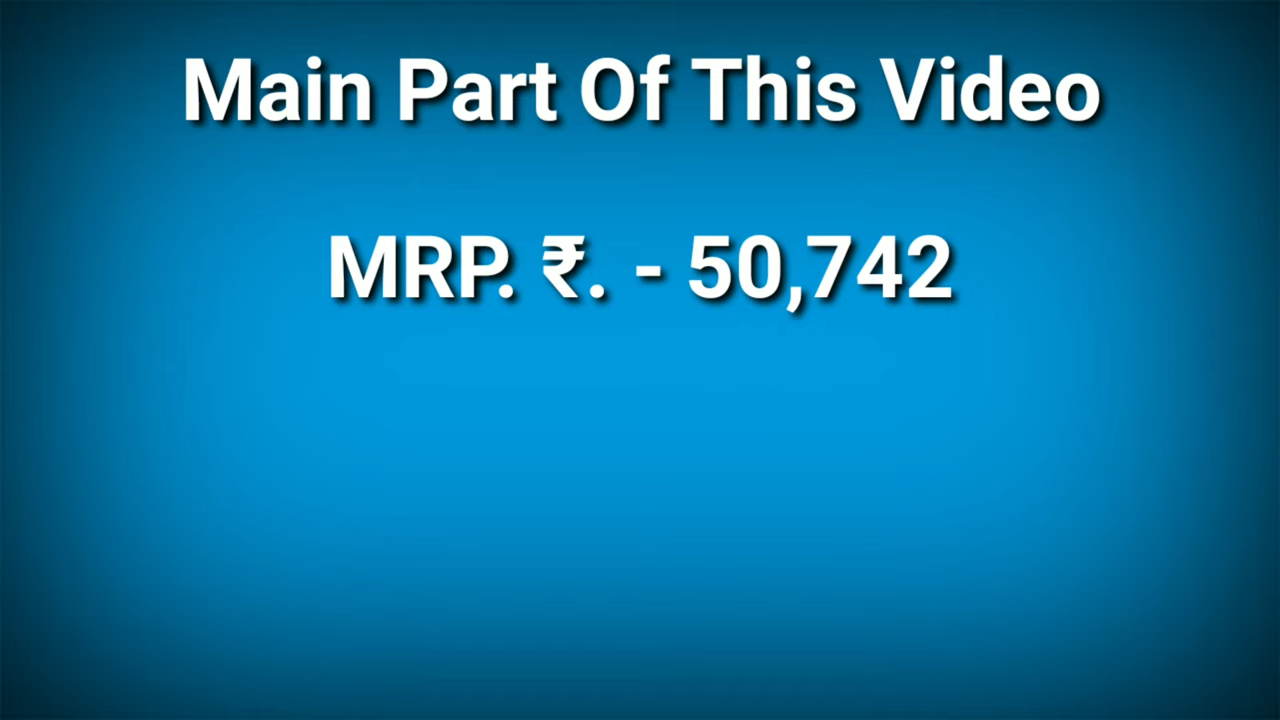 Main Part Of This Video
MRP. ₹. - 50,742